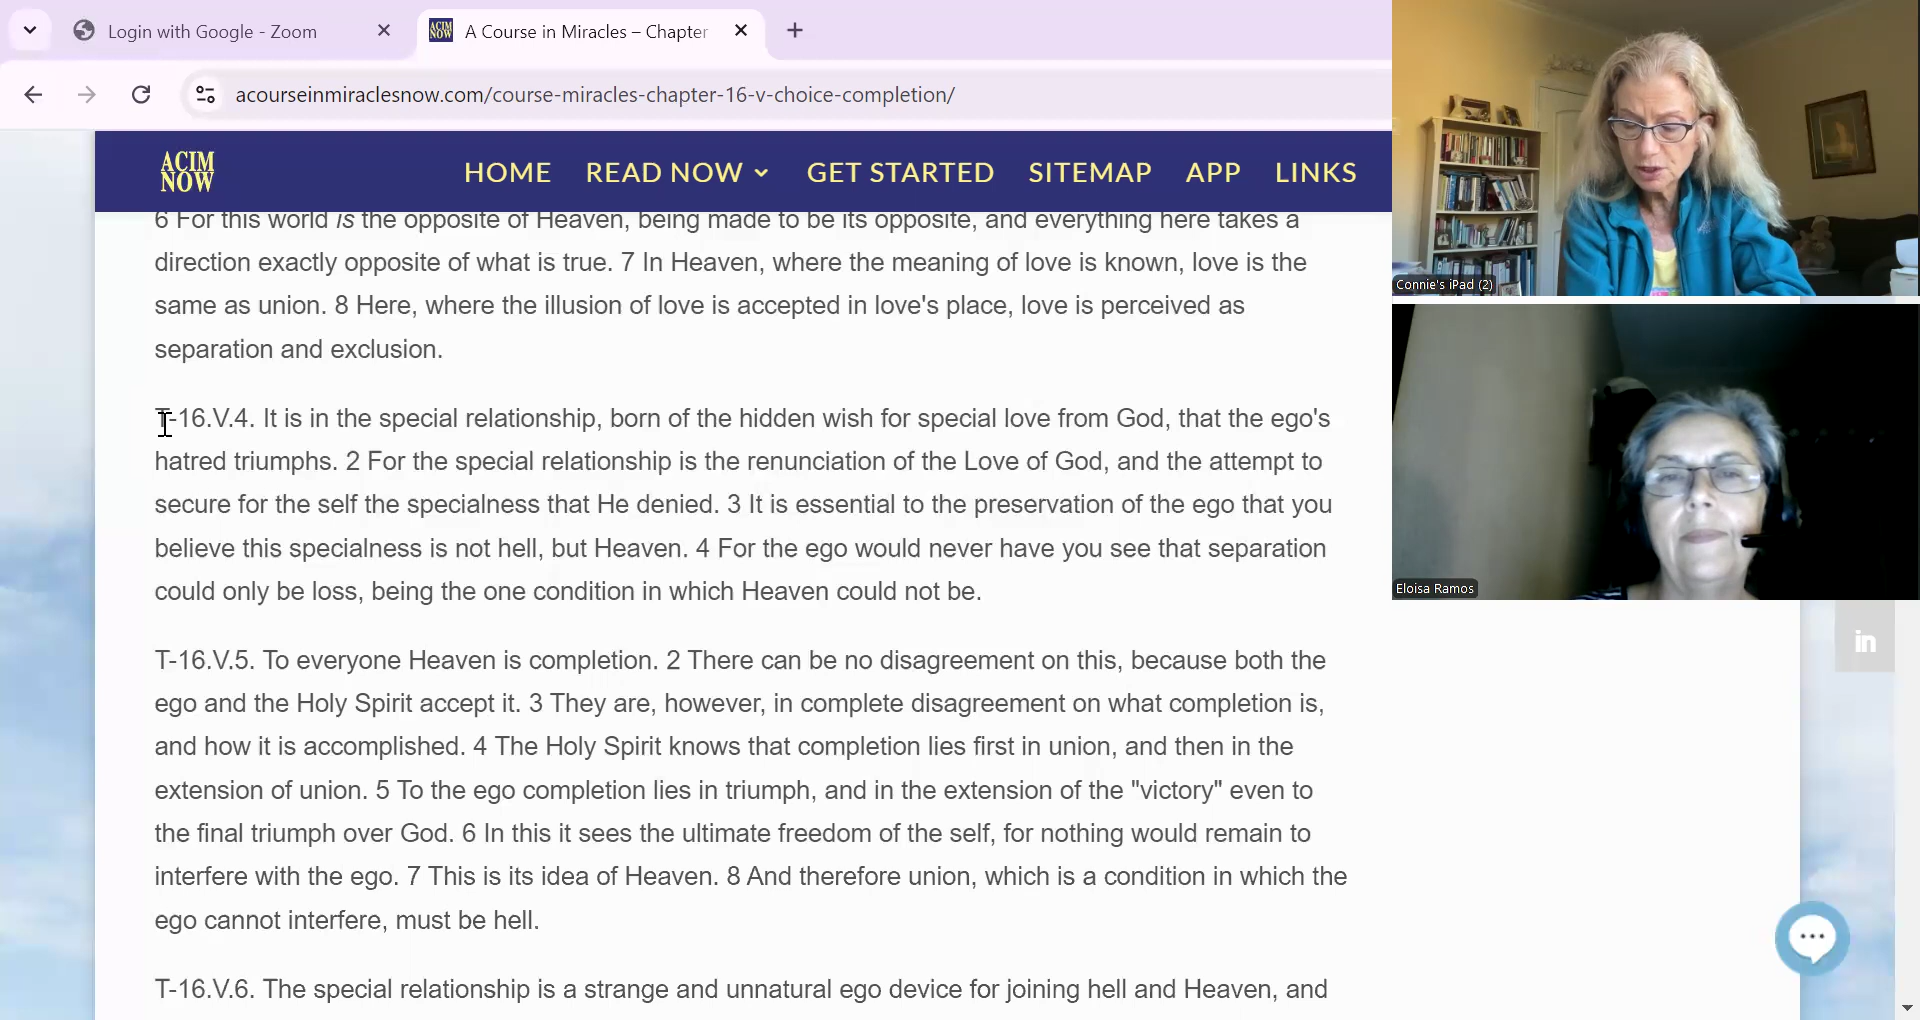 Login with Google - Zoom
A Course in Miracles – Chapter
acourseinmiraclesnow.com/course-miracles-chapter-16-v-choice-completion/
ACIM
NOW
HOME READ NOW GET STARTED SITEMAP APP LINKS
6 For this world is the opposite of Heaven, being made to be its opposite, and everything here takes a
direction exactly opposite of what is true. 7 In Heaven, where the meaning of love is known, love is the
same as union. 8 Here, where the illusion of love is accepted in love's place, love is perceived as
separation and exclusion.
T-16.V.4. It is in the special relationship, born of the hidden wish for special love from God, that the ego's
hatred triumphs. 2 For the special relationship is the renunciation of the Love of God, and the attempt to
secure for the self the specialness that He denied. 3 It is essential to the preservation of the ego that you
believe this specialness is not hell, but Heaven. 4 For the ego would never have you see that separation
could only be loss, being the one condition in which Heaven could not be.
T-16.V.5. To everyone Heaven is completion. 2 There can be no disagreement on this, because both the
ego and the Holy Spirit accept it. 3 They are, however, in complete disagreement on what completion is,
and how it is accomplished. 4 The Holy Spirit knows that completion lies first in union, and then in the
extension of union. 5 To the ego completion lies in triumph, and in the extension of the "victory" even to
the final triumph over God. 6 In this it sees the ultimate freedom of the self, for nothing would remain to
interfere with the ego. 7 This is its idea of Heaven. 8 And therefore union, which is a condition in which the
ego cannot interfere, must be hell.
T-16.V.6. The special relationship is a strange and unnatural ego device for joining hell and Heaven, and
Connie's iPad (2)
Eloisa Ramos
in